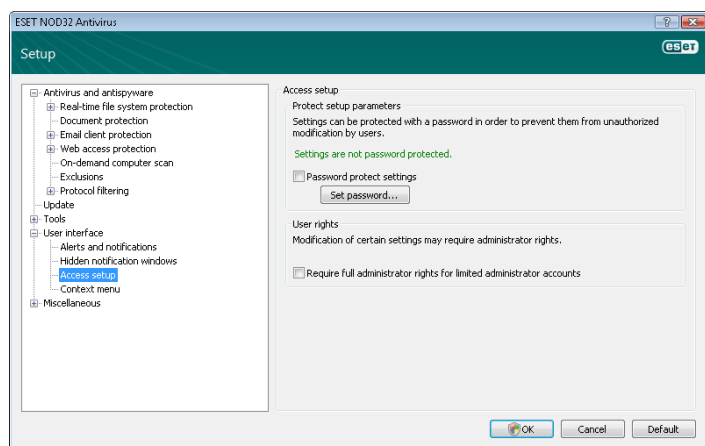 ESET NOD32 Antivirus
Setup
eset
Antivirus and antispyware
Real-time file system protection
Document protection
Email client protection
Web access protection
On-demand computer scan
Exclusions
Protocol filtering
Update
Tools
User interface
Alerts and notifications
Hidden notification windows
Access setup
Context menu
Miscellaneous
Access setup
Protect setup parameters
Settings can be protected with a password in order to prevent them from unauthorized
modification by users.
Settings are not password protected.
Password protect settings
Set password...
User rights
Modification of certain settings may require administrator rights.
Require full administrator rights for limited administrator accounts
OK
Cancel
Default